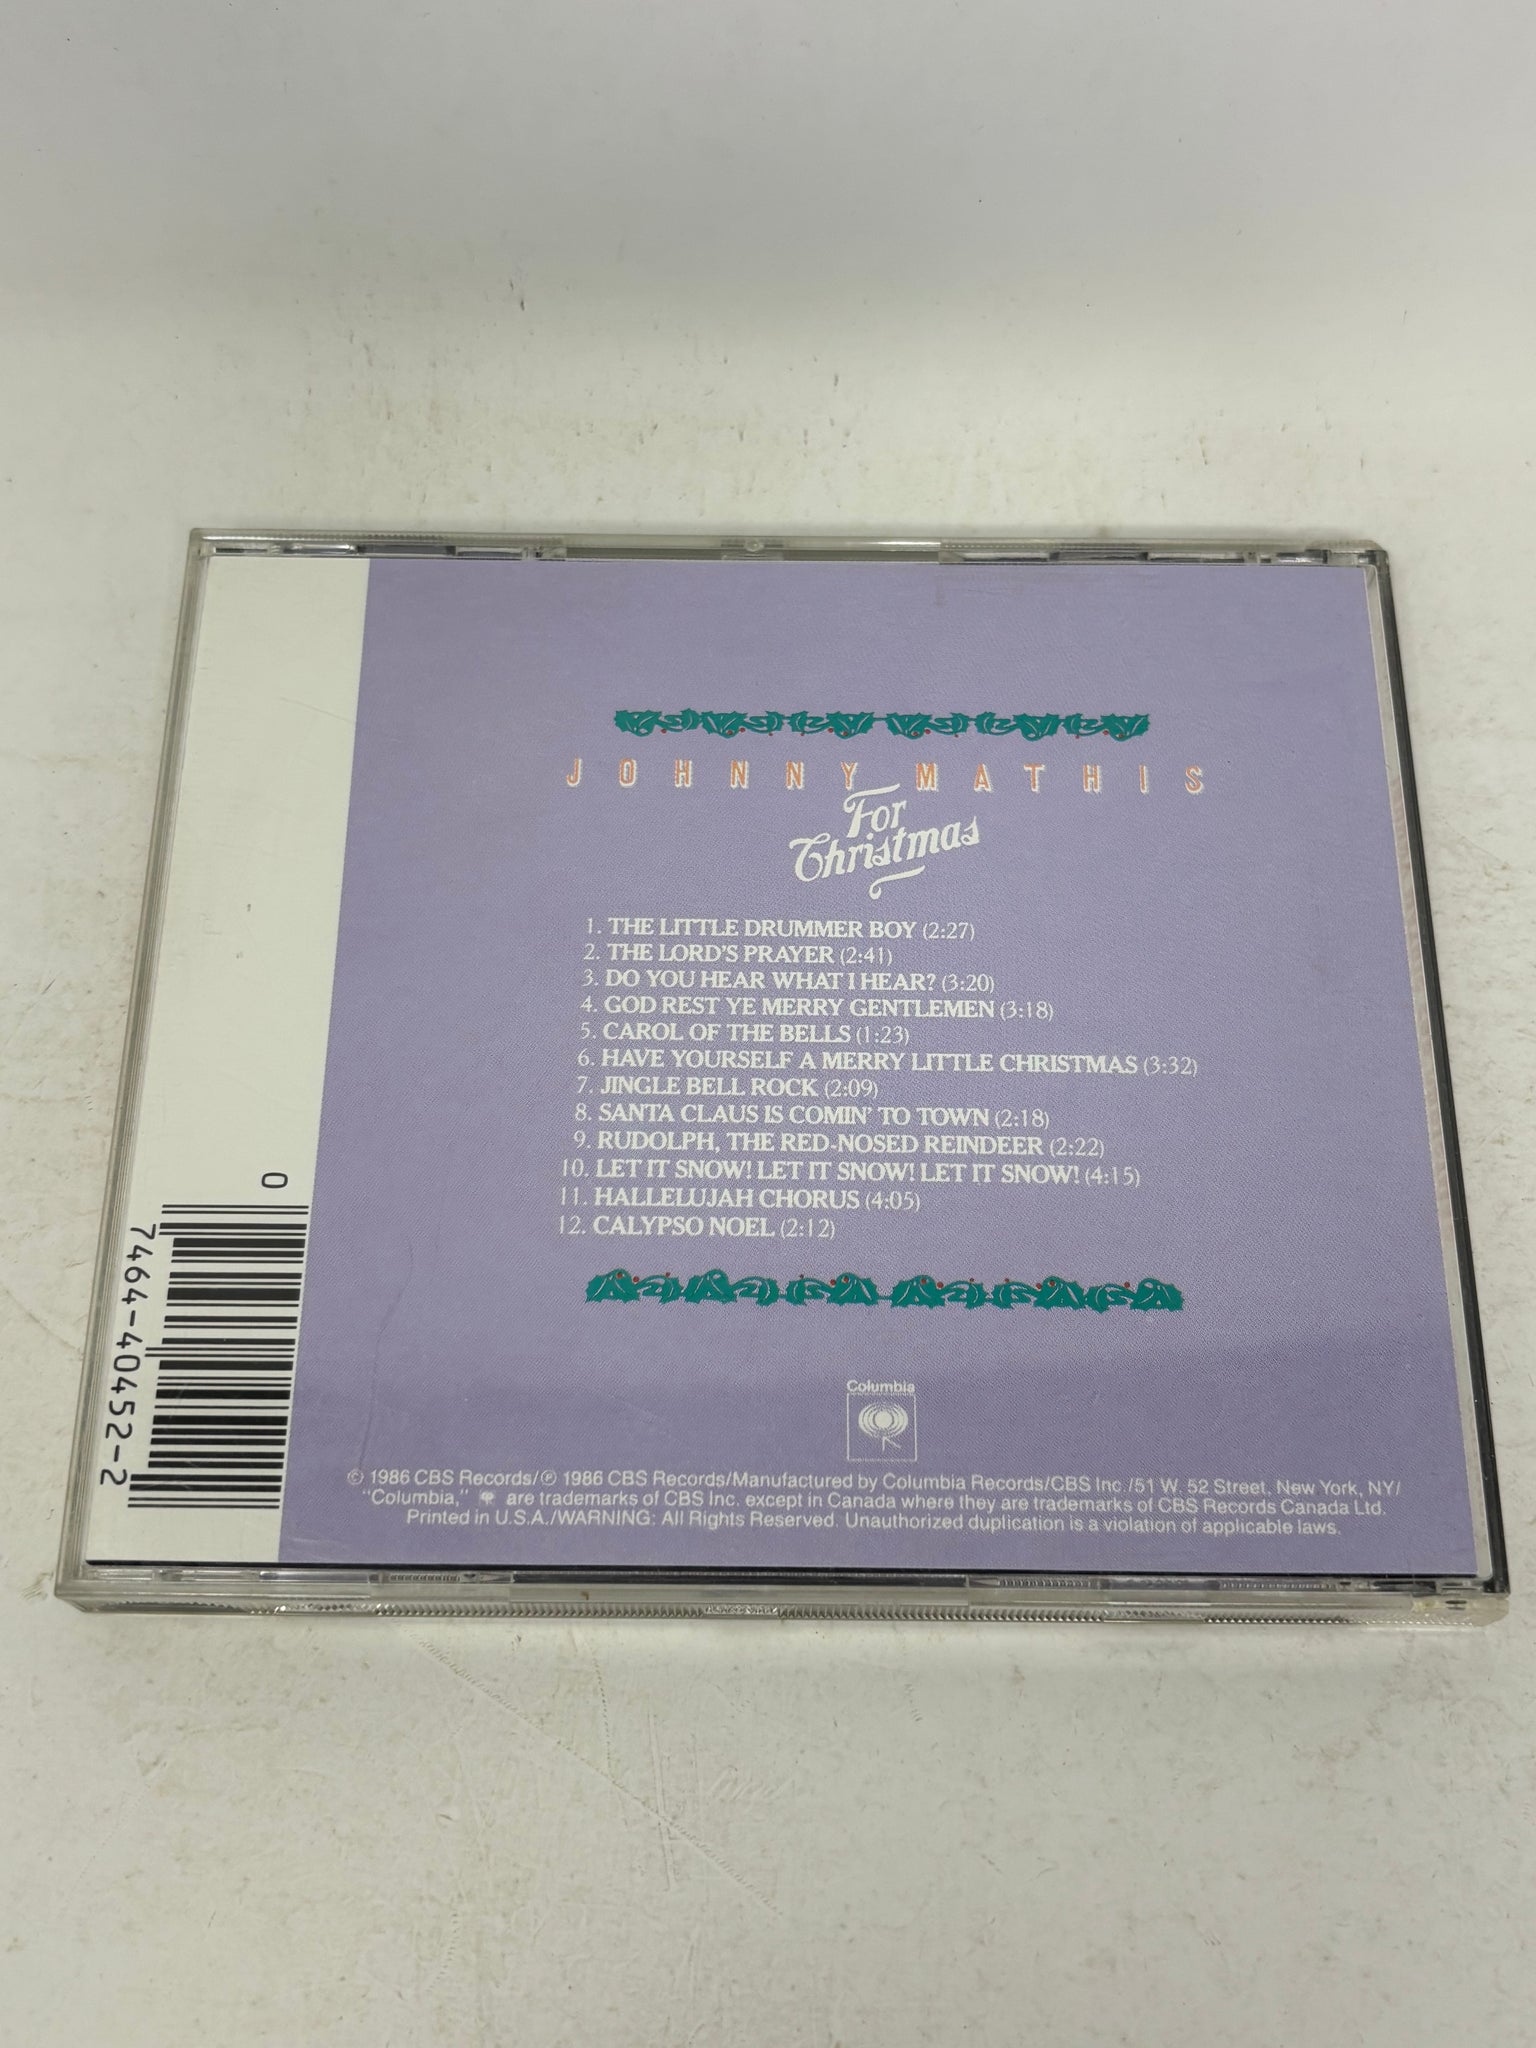 JOHNNY MATHIS
For
Christmas
1. THE LITTLE DRUMMER BOY (2:27)
2. THE LORD'S PRAYER (2:41)
3. DO YOU HEAR WHAT I HEAR? (3:20)
4. GOD REST YE MERRY GENTLEMEN (3:18)
5. CAROL OF THE BELLS (1:23)
6. HAVE YOURSELF A MERRY LITTLE CHRISTMAS (3:32)
7. JINGLE BELL ROCK (2:09)
8. SANTA CLAUS IS COMIN' TO TOWN (2:18)
9. RUDOLPH, THE RED-NOSED REINDEER (2:22)
10. LET IT SNOW! LET IT SNOW! LET IT SNOW! (4:15)
11. HALLELUJAH CHORUS (4:05)
12. CALYPSO NOEL (2:12)
Columbia
© 1986 CBS Records/℗ 1986 CBS Records/Manufactured by Columbia Records/CBS Inc./51 W. 52 Street, New York, NY/
"Columbia," are trademarks of CBS Inc. except in Canada where they are trademarks of CBS Records Canada Ltd.
Printed in U.S.A./WARNING: All Rights Reserved. Unauthorized duplication is a violation of applicable laws.
0
7464-40452-2